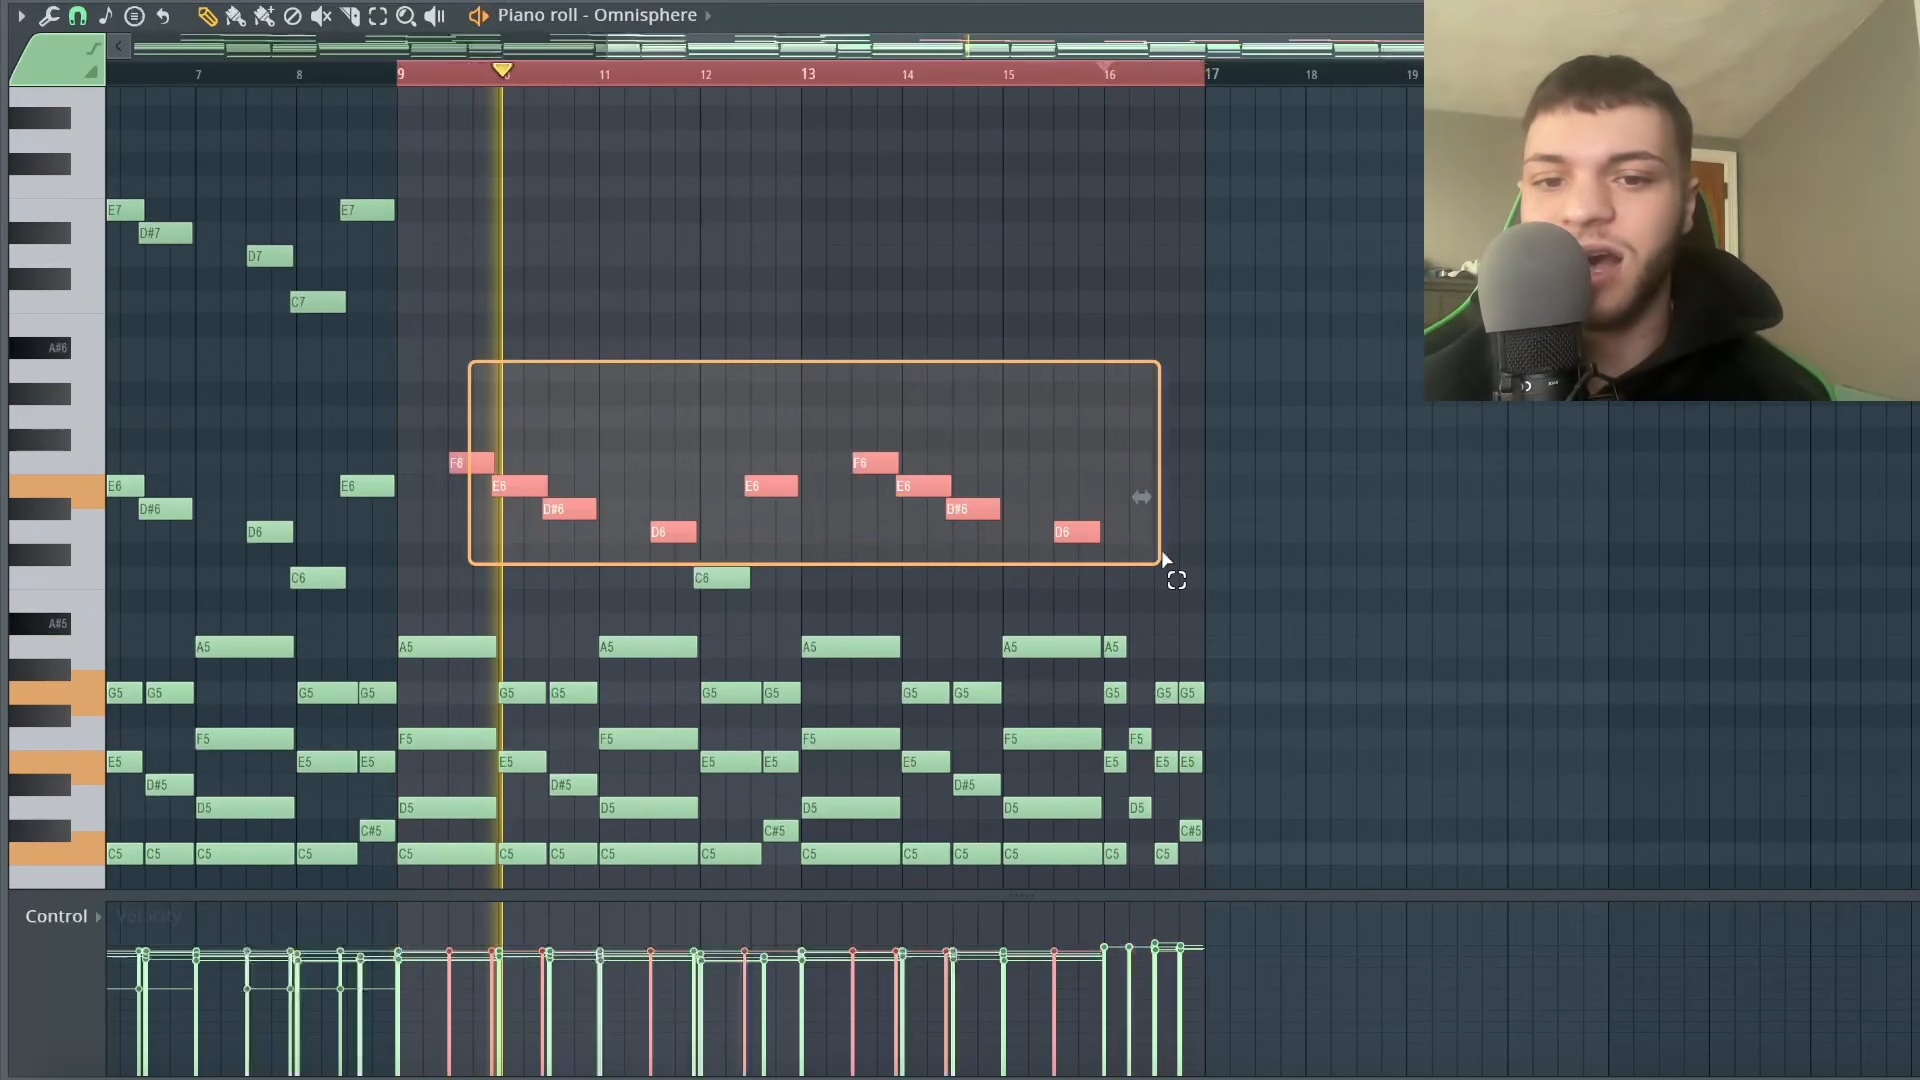 Piano roll - Omnisphere
7 8 9 11 12 13 14 15 16 17 18 19
E7 E7
D#7
D7
C7
A#6
F6 F6
E6 E6 E6 E6 E6
D#6 D#6 D#6
D6 D6 D6
C6 C6
A#5
A5 A5 A5 A5 A5 A5
G5 G5 G5 G5 G5 G5 G5 G5 G5 G5 G5 G5 G5
F5 F5 F5 F5 F5 F5
E5 E5 E5 E5 E5 E5 E5 E5 E5 E5
D#5 D#5 D#5
D5 D5 D5 D5 D5 D5
C#5 C#5 C#5
C5 C5 C5 C5 C5 C5 C5 C5 C5 C5 C5 C5 C5 C5 C5
Control Velocity